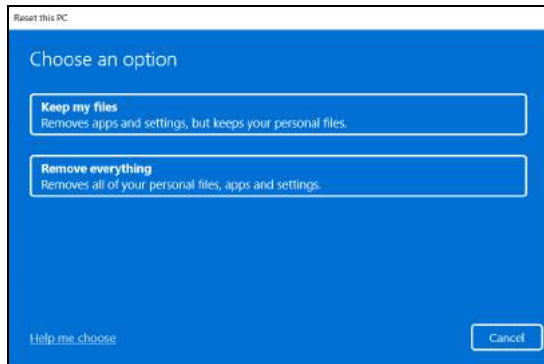 Reset this PC
Choose an option
Keep my files
Removes apps and settings, but keeps your personal files.
Remove everything
Removes all of your personal files, apps and settings.
Help me choose
Cancel